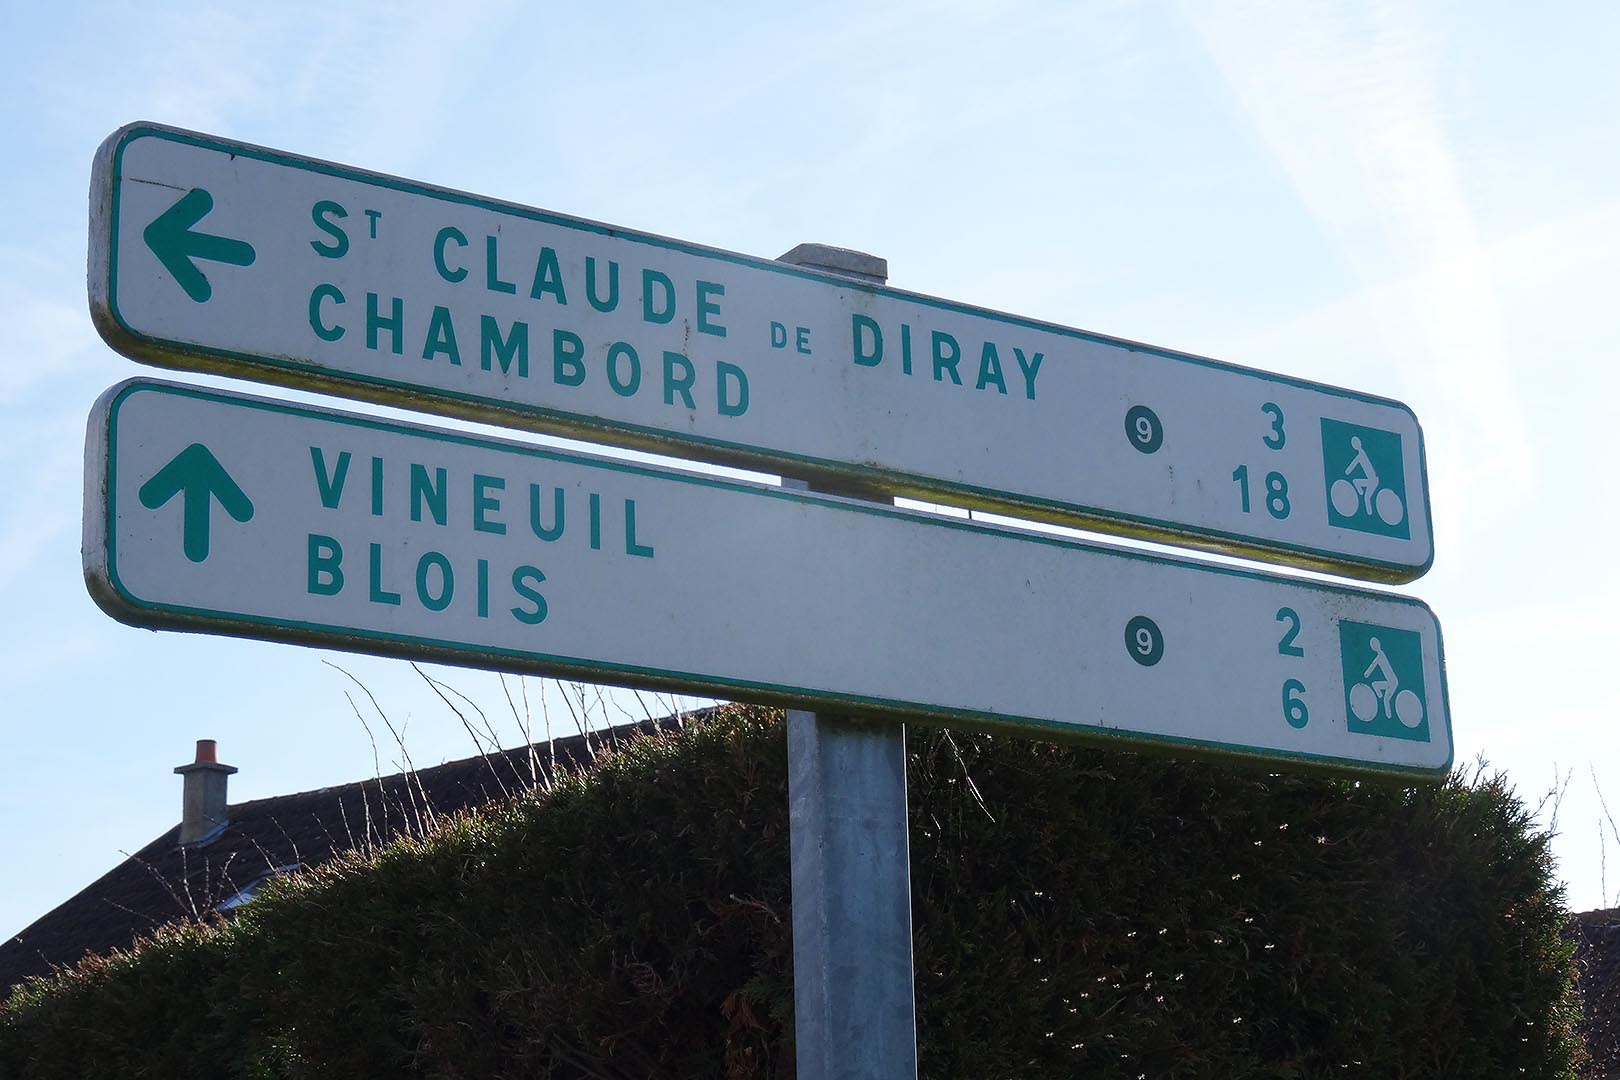 ST CLAUDE DE DIRAY 3
CHAMBORD 9 18
VINEUIL 2
BLOIS 9 6